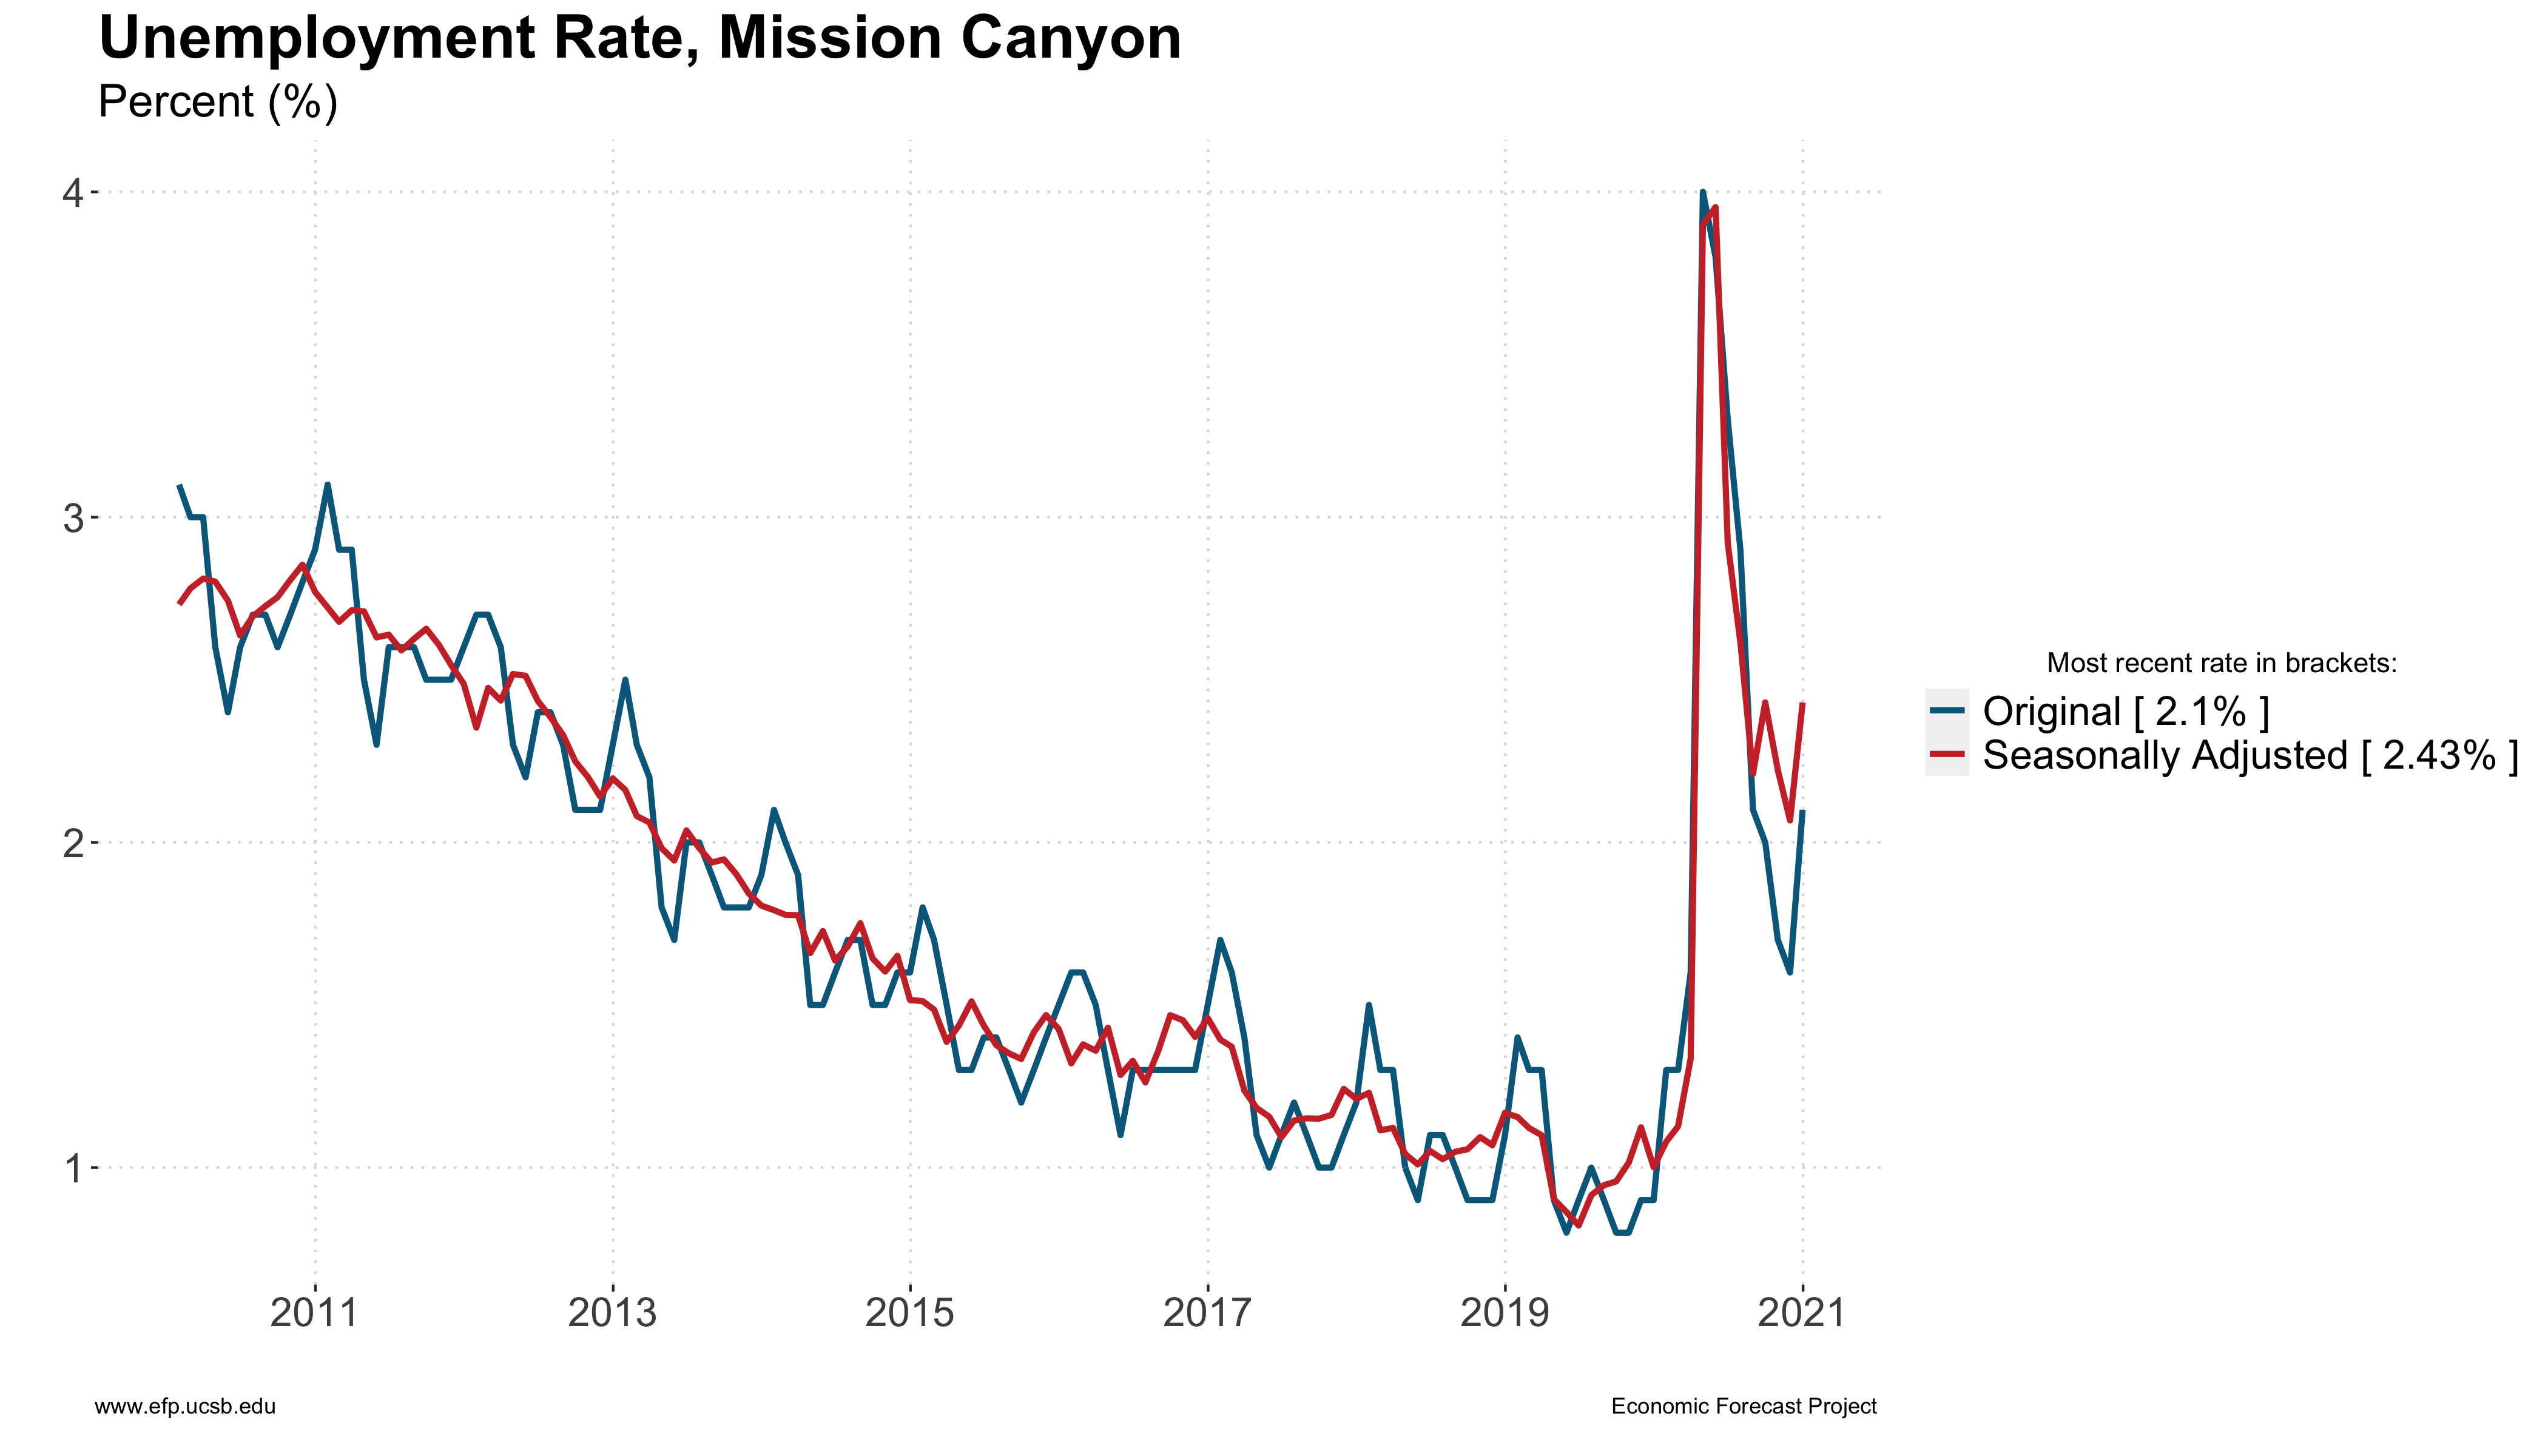 Unemployment Rate, Mission Canyon
Percent (%)
4
3
2
1
2011 2013 2015 2017 2019 2021
Most recent rate in brackets:
Original [ 2.1% ]
Seasonally Adjusted [ 2.43% ]
www.efp.ucsb.edu
Economic Forecast Project